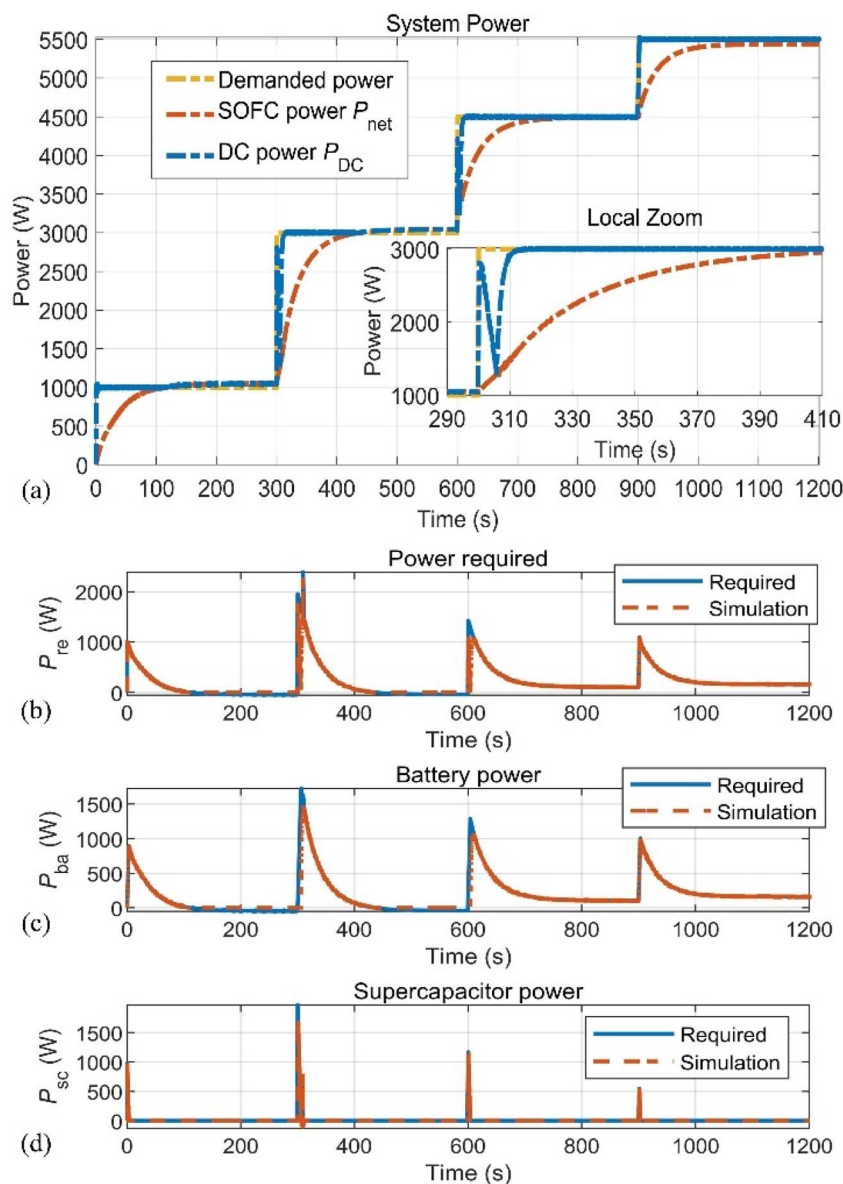 System Power
5500
5000
4500
4000
3500
3000
2500
2000
1500
1000
500
0
Power (W)
Demanded power
SOFC power Pnet
DC power PDC
Local Zoom
3000
2000
1000
Power (W)
290 310 330 350 370 390 410
Time (s)
0 100 200 300 400 500 600 700 800 900 1000 1100 1200
Time (s)
(a)
Power required
2000
1000
0
Pre (W)
Required
Simulation
0 200 400 600 800 1000 1200
Time (s)
(b)
Battery power
1500
1000
500
0
Pba (W)
Required
Simulation
0 200 400 600 800 1000 1200
Time (s)
(c)
Supercapacitor power
1500
1000
500
0
Psc (W)
Required
Simulation
0 200 400 600 800 1000 1200
Time (s)
(d)